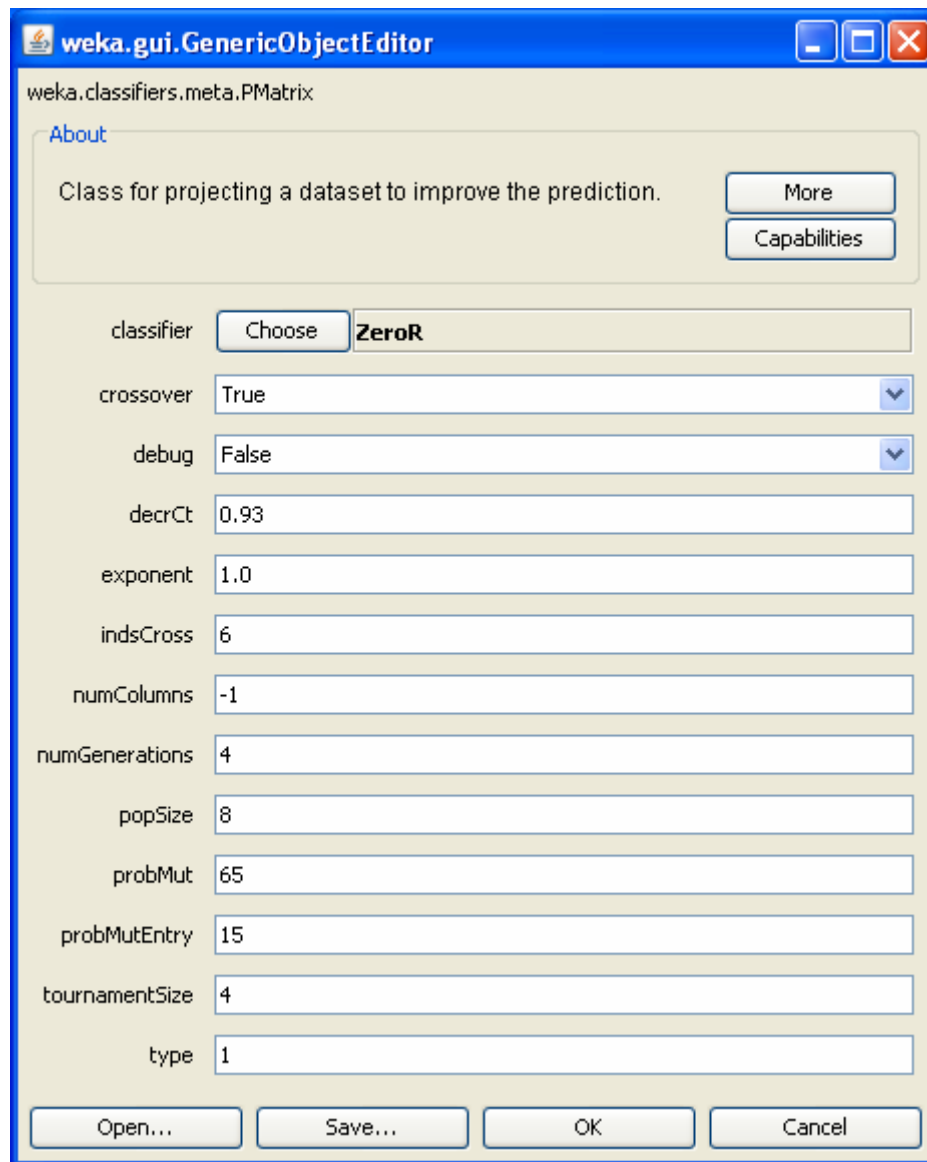 weka.gui.GenericObjectEditor
weka.classifiers.meta.PMatrix
About
Class for projecting a dataset to improve the prediction.
More
Capabilities
classifier Choose ZeroR
crossover True
debug False
decrCt 0.93
exponent 1.0
indsCross 6
numColumns -1
numGenerations 4
popSize 8
probMut 65
probMutEntry 15
tournamentSize 4
type 1
Open... Save... OK Cancel